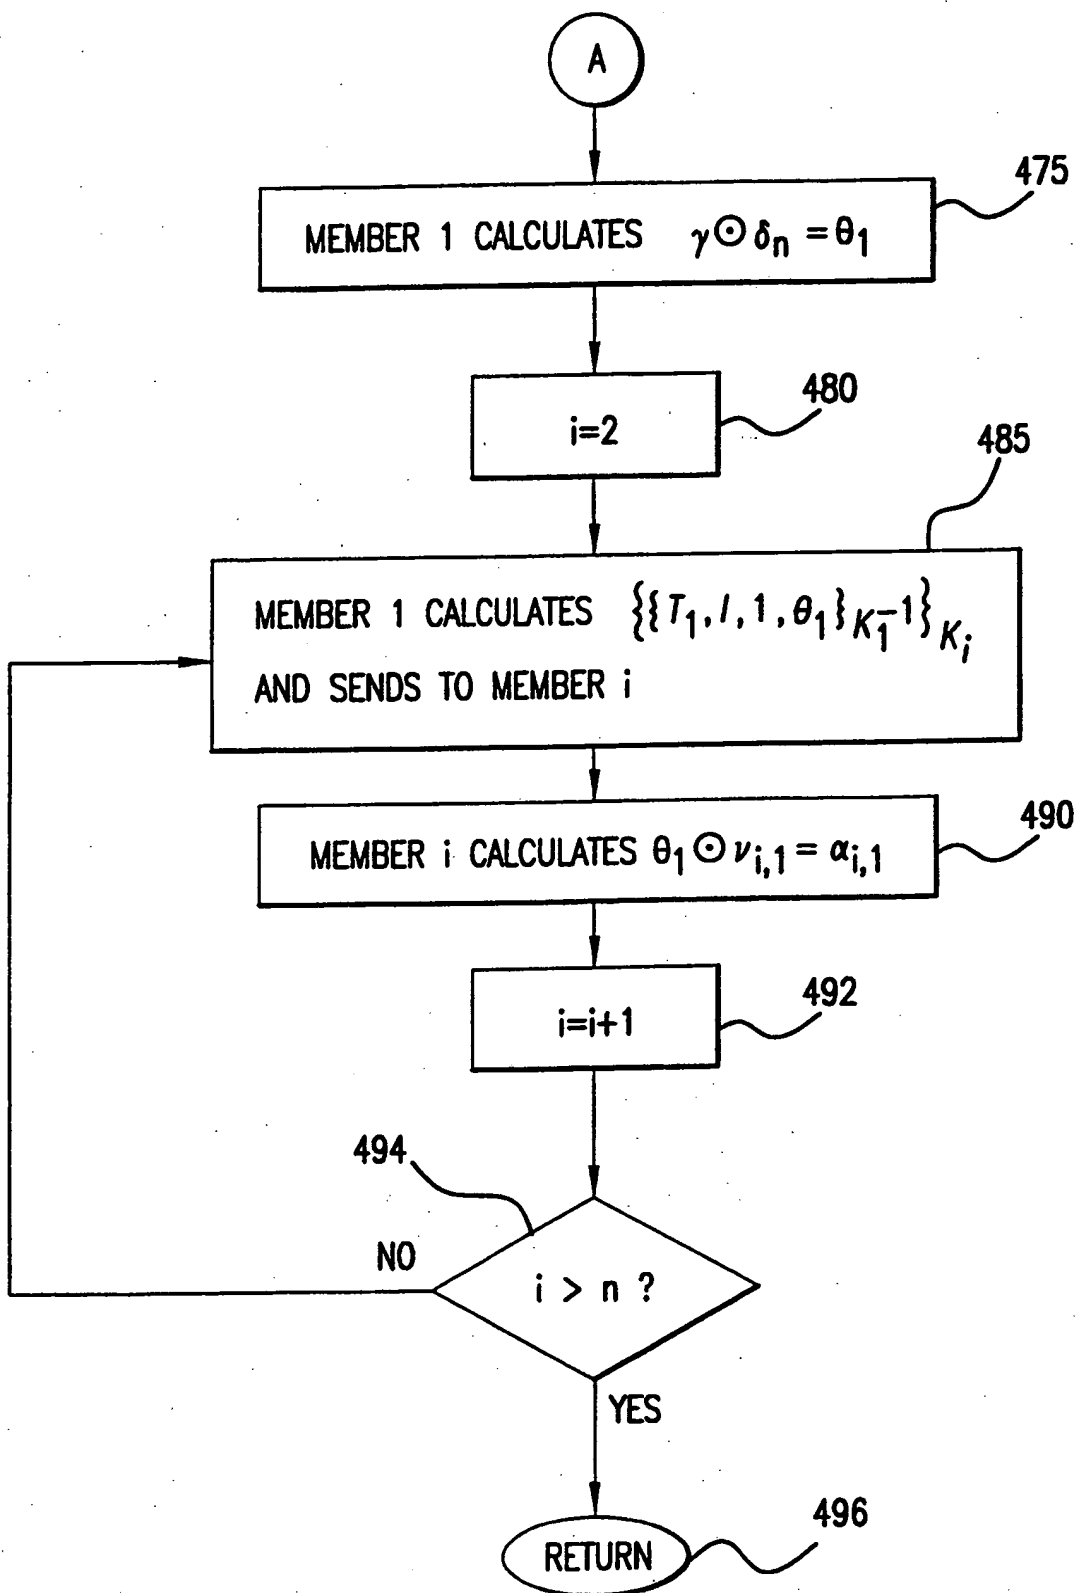 A
475
MEMBER 1 CALCULATES γ⊙δₙ=θ₁
480
i=2
485
MEMBER 1 CALCULATES {{T₁, I, 1, θ₁}K₁⁻¹}Kᵢ
AND SENDS TO MEMBER i
490
MEMBER i CALCULATES θ₁⊙νᵢ,₁=αᵢ,₁
492
i=i+1
494
NO
i > n ?
YES
496
RETURN